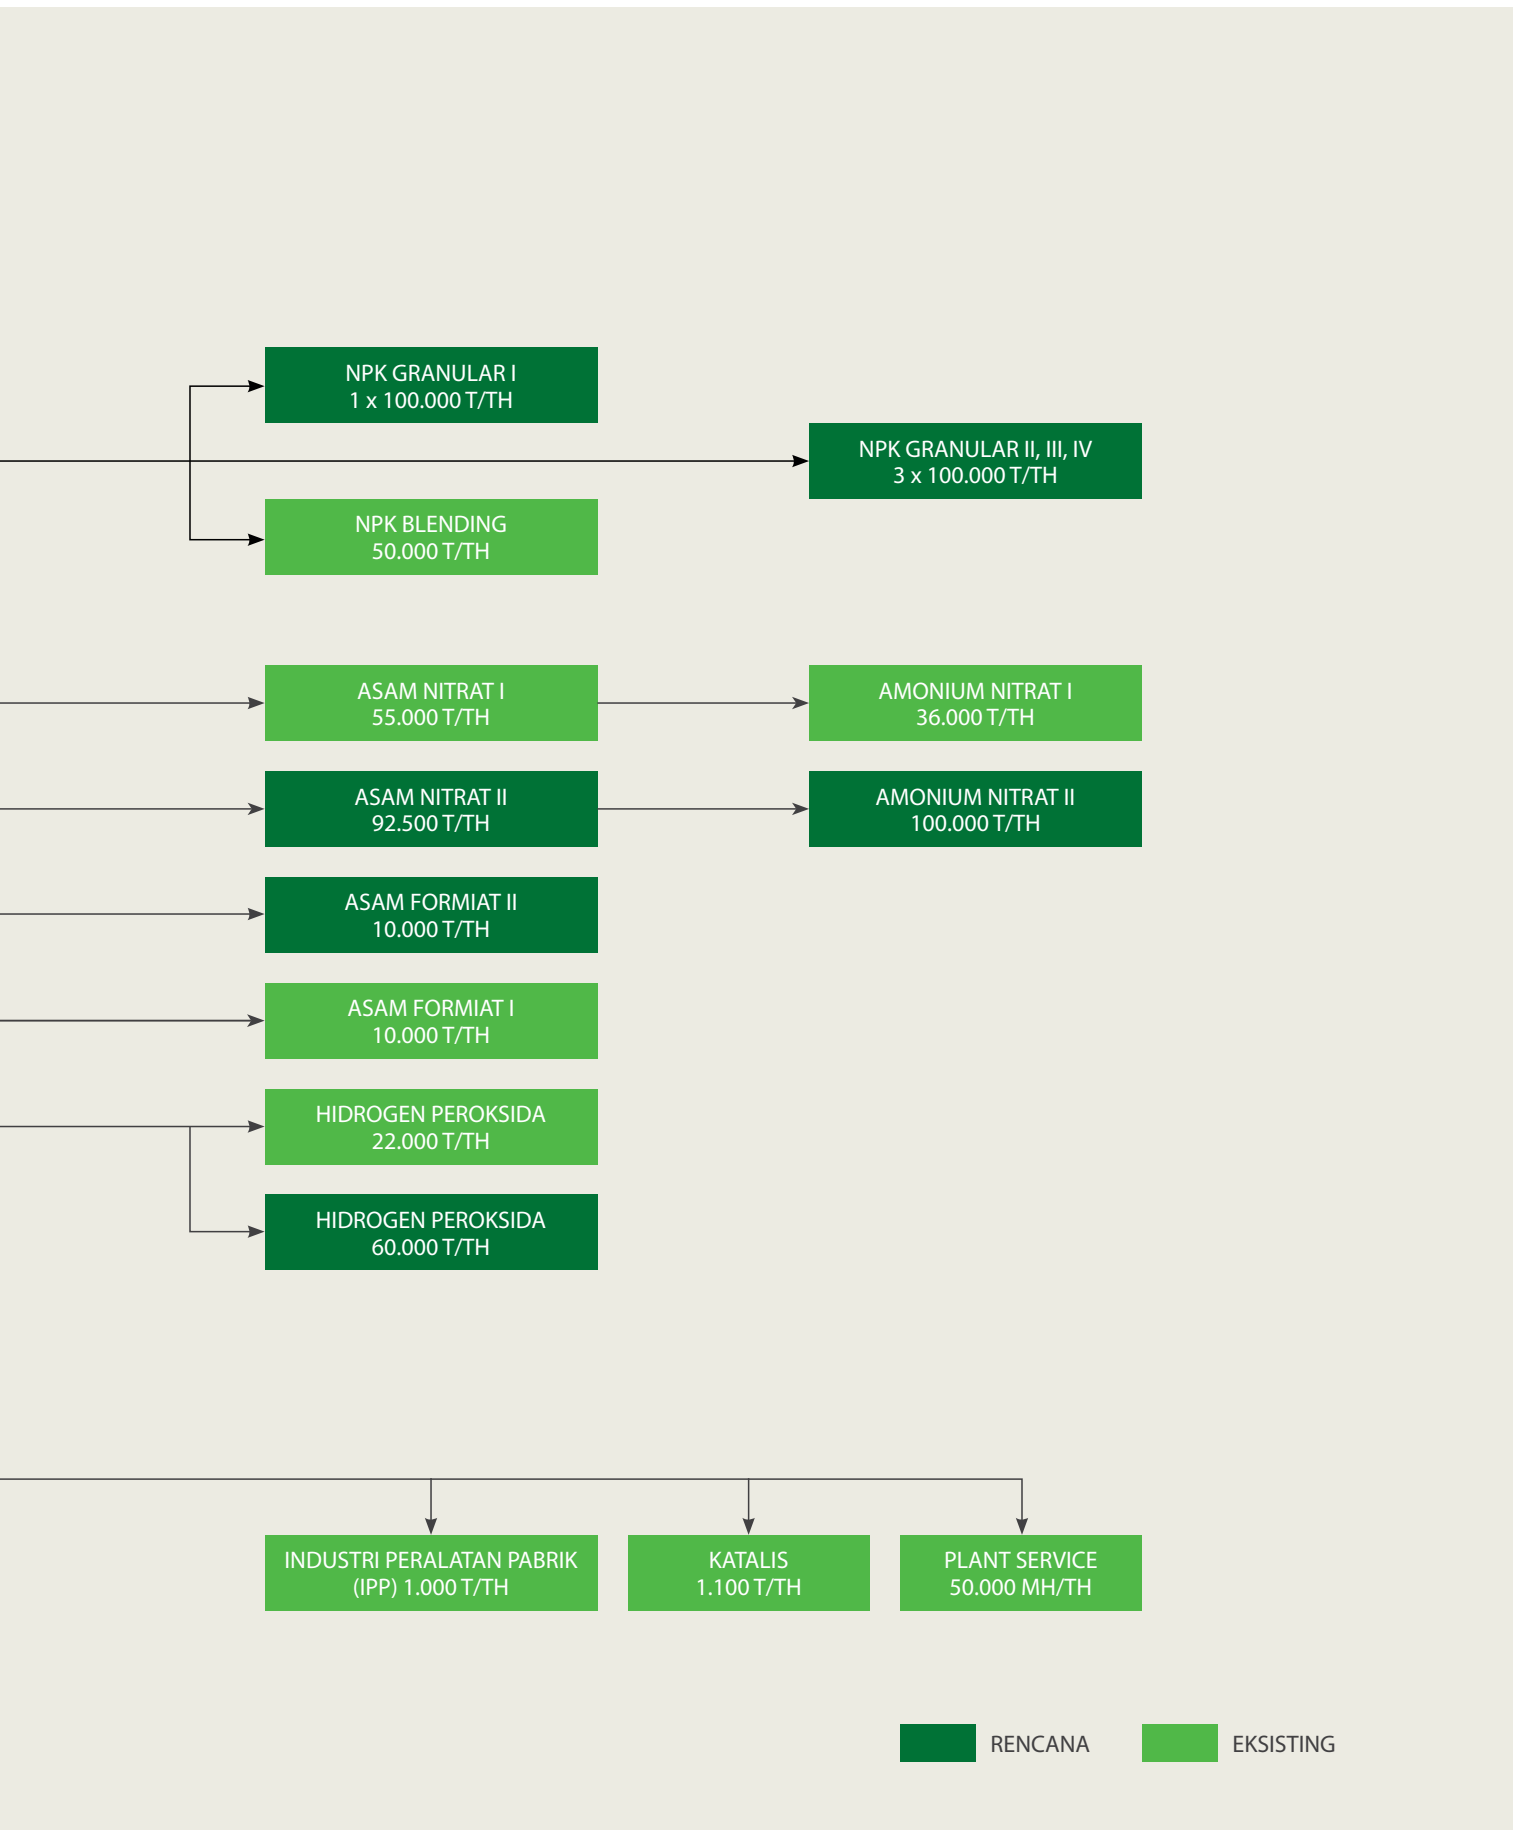 NPK GRANULAR I
1 x 100.000 T/TH
NPK GRANULAR II, III, IV
3 x 100.000 T/TH
NPK BLENDING
50.000 T/TH
ASAM NITRAT I
55.000 T/TH
AMONIUM NITRAT I
36.000 T/TH
ASAM NITRAT II
92.500 T/TH
AMONIUM NITRAT II
100.000 T/TH
ASAM FORMIAT II
10.000 T/TH
ASAM FORMIAT I
10.000 T/TH
HIDROGEN PEROKSIDA
22.000 T/TH
HIDROGEN PEROKSIDA
60.000 T/TH
INDUSTRI PERALATAN PABRIK
(IPP) 1.000 T/TH
KATALIS
1.100 T/TH
PLANT SERVICE
50.000 MH/TH
RENCANA
EKSISTING